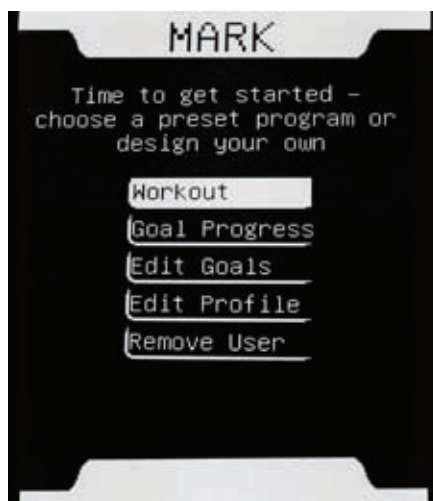 MARK
Time to get started –
choose a preset program or
design your own
Workout
Goal Progress
Edit Goals
Edit Profile
Remove User